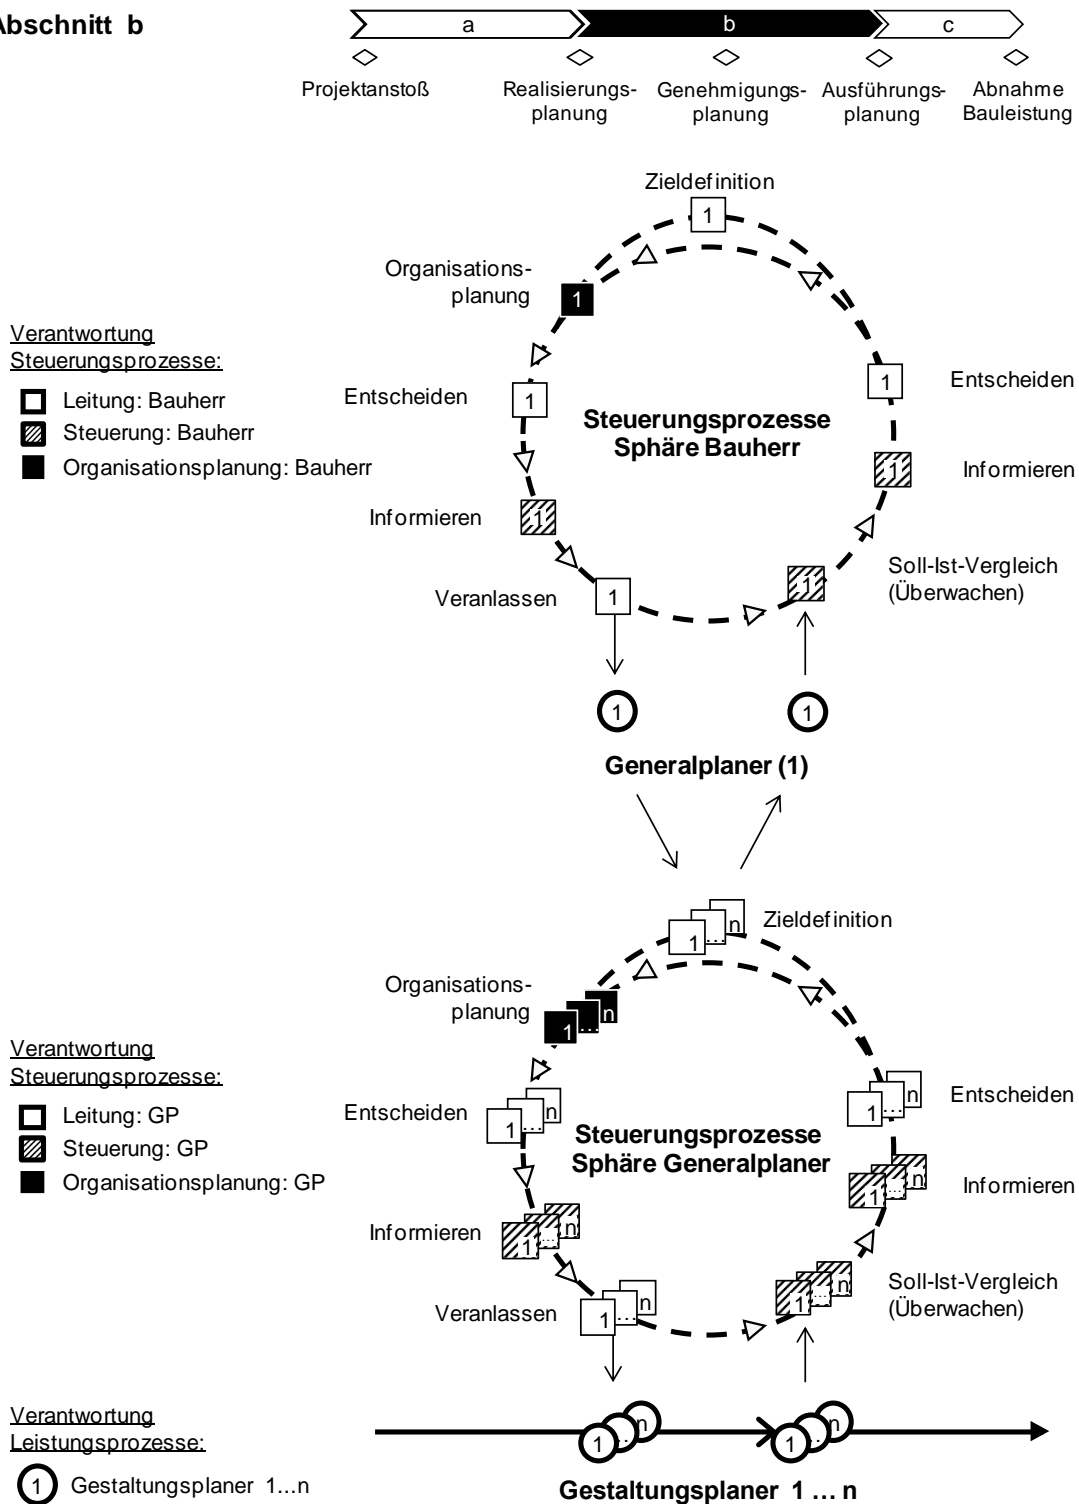 Abschnitt b
a
b
c
Projektanstoß
Realisierungs-
planung
Genehmigungs-
planung
Ausführungs-
planung
Abnahme
Bauleistung
Zieldefinition
1
Organisations-
planung
1
Verantwortung
Steuerungsprozesse:
Leitung: Bauherr
Steuerung: Bauherr
Organisationsplanung: Bauherr
Entscheiden
1
Steuerungsprozesse
Sphäre Bauherr
1
Entscheiden
1
Informieren
Informieren
1
Soll-Ist-Vergleich
(Überwachen)
1
Veranlassen
1
1
1
Generalplaner (1)
1
...
n
Zieldefinition
Organisations-
planung
1
...
n
Verantwortung
Steuerungsprozesse:
Leitung: GP
Steuerung: GP
Organisationsplanung: GP
Entscheiden
1
...
n
Steuerungsprozesse
Sphäre Generalplaner
1
...
n
Entscheiden
1
...
n
Informieren
Informieren
1
...
n
Soll-Ist-Vergleich
(Überwachen)
1
...
n
Veranlassen
1
...
n
Verantwortung
Leistungsprozesse:
1
Gestaltungsplaner 1...n
1
...
n
1
...
n
Gestaltungsplaner 1 ... n